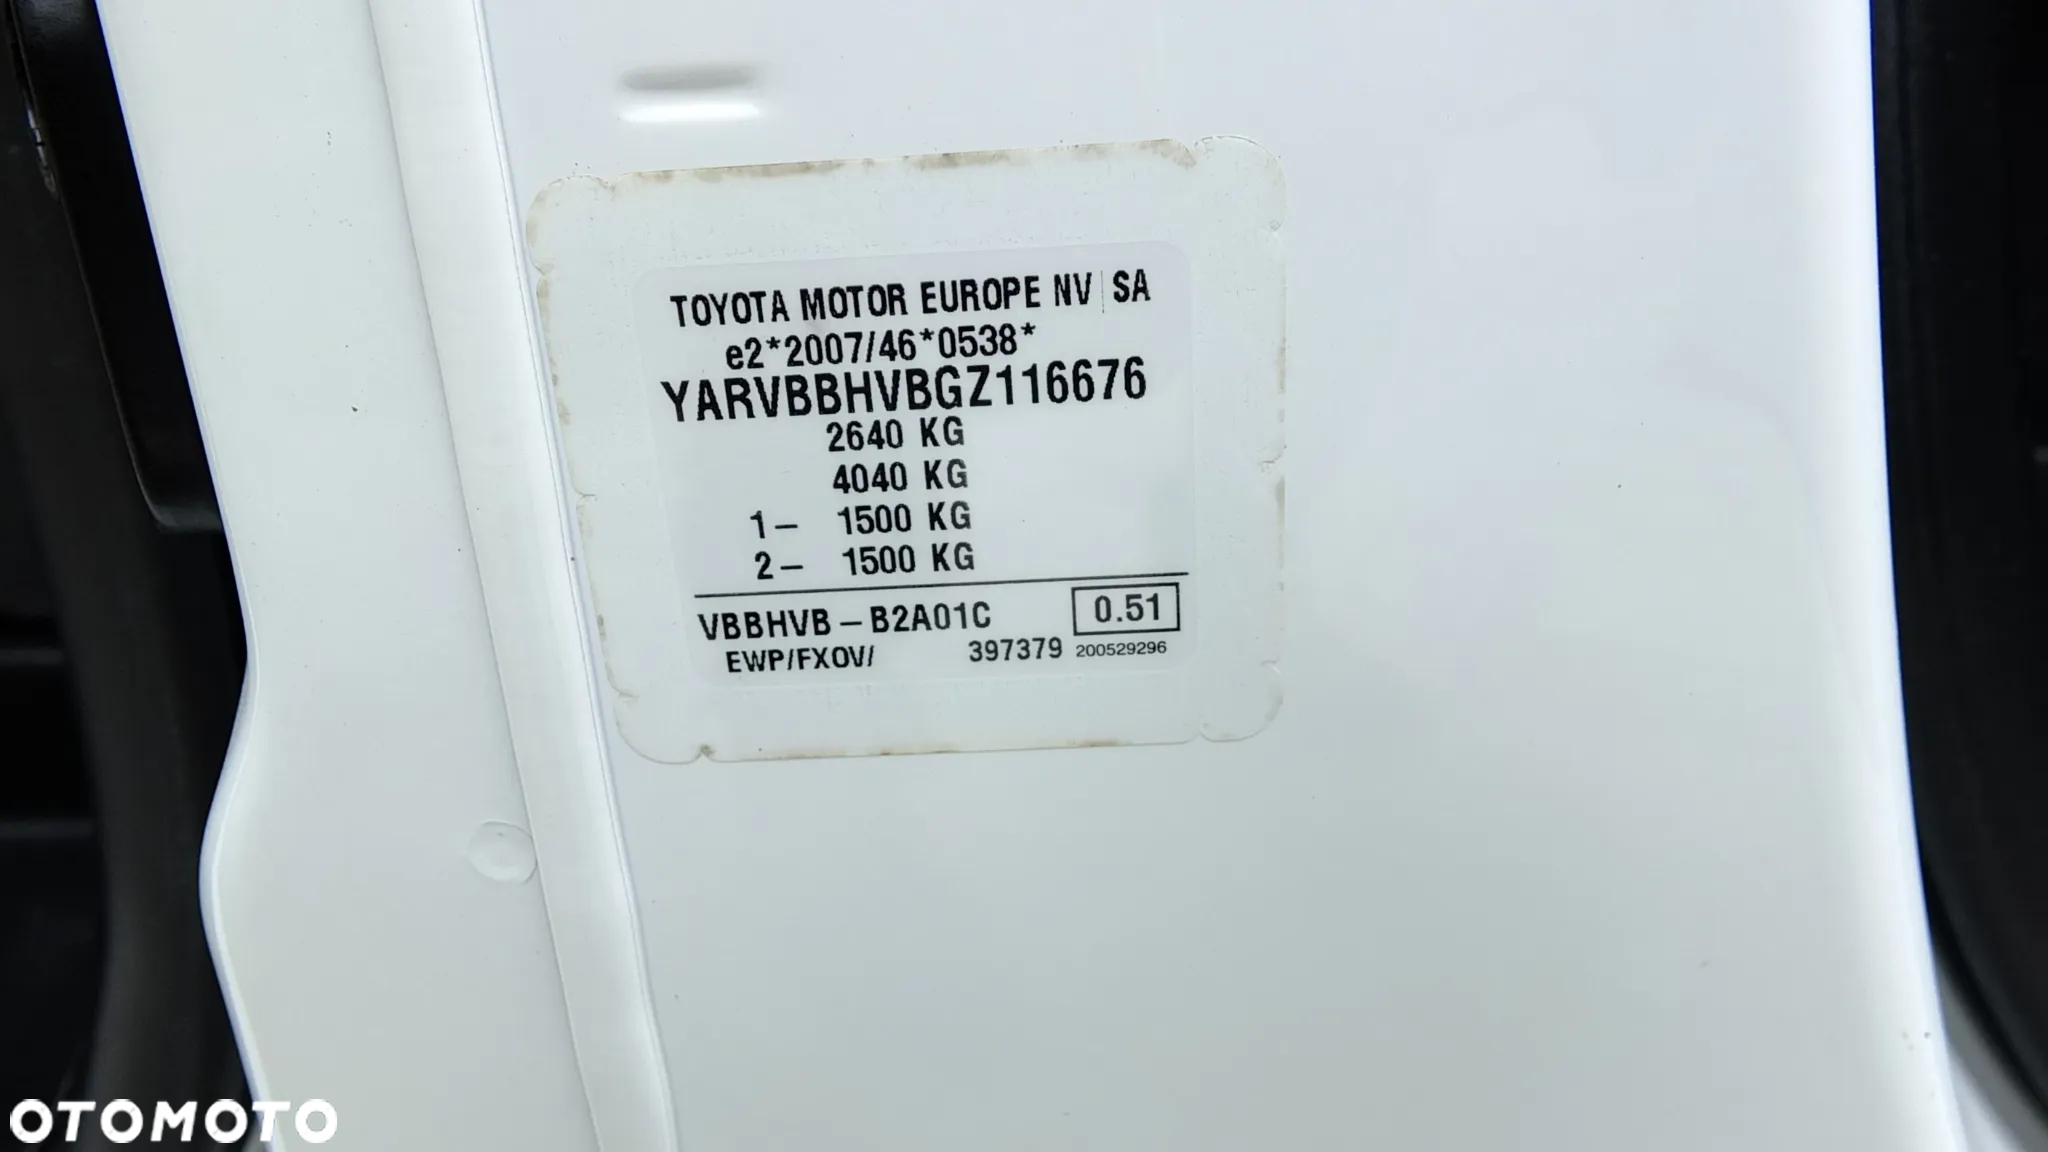 TOYOTA MOTOR EUROPE NV SA
e2*2007/46*0538*
YARVBBHVBGZ116676
2640 KG
4040 KG
1- 1500 KG
2- 1500 KG
VBBHVB-B2A01C 0.51
EWP/FXOV/ 397379 200529296
OTOMOTO